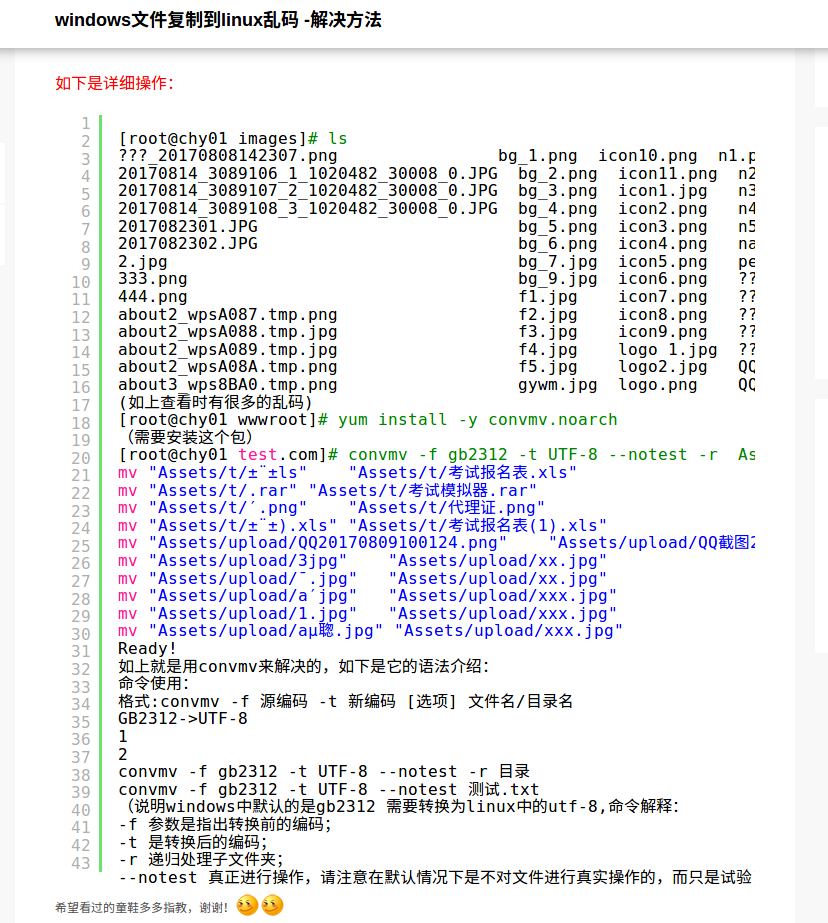 windows文件复制到linux乱码 -解决方法
如下是详细操作：
1
2 [root@chy01 images]# ls
3 ???_20170808142307.png bg_1.png icon10.png n1.p
4 20170814_3089106_1_1020482_30008_0.JPG bg_2.png icon11.png n2
5 20170814_3089107_2_1020482_30008_0.JPG bg_3.png icon1.jpg n3
6 20170814_3089108_3_1020482_30008_0.JPG bg_4.png icon2.png n4
7 2017082301.JPG bg_5.png icon3.png n5
8 2017082302.JPG bg_6.png icon4.png na
9 2.jpg bg_7.jpg icon5.png pe
10 333.png bg_9.jpg icon6.png ??
11 444.png f1.jpg icon7.png ??
12 about2_wpsA087.tmp.png f2.jpg icon8.png ??
13 about2_wpsA088.tmp.jpg f3.jpg icon9.png ??
14 about2_wpsA089.tmp.jpg f4.jpg logo 1.jpg ??
15 about2_wpsA08A.tmp.png f5.jpg logo2.jpg QQ
16 about3_wps8BA0.tmp.png gywm.jpg logo.png QQ
17 (如上查看时有很多的乱码)
18 [root@chy01 wwwroot]# yum install -y convmv.noarch
19 （需要安装这个包）
20 [root@chy01 test.com]# convmv -f gb2312 -t UTF-8 --notest -r As
21 mv "Assets/t/±¨±ls" "Assets/t/考试报名表.xls"
22 mv "Assets/t/.rar" "Assets/t/考试模拟器.rar"
23 mv "Assets/t/´.png" "Assets/t/代理证.png"
24 mv "Assets/t/±¨±).xls" "Assets/t/考试报名表(1).xls"
25 mv "Assets/upload/QQ20170809100124.png" "Assets/upload/QQ截图2
26 mv "Assets/upload/3jpg" "Assets/upload/xx.jpg"
27 mv "Assets/upload/¯.jpg" "Assets/upload/xx.jpg"
28 mv "Assets/upload/a´jpg" "Assets/upload/xxx.jpg"
29 mv "Assets/upload/1.jpg" "Assets/upload/xxx.jpg"
30 mv "Assets/upload/aµ聦.jpg" "Assets/upload/xxx.jpg"
31 Ready!
32 如上就是用convmv来解决的，如下是它的语法介绍：
33 命令使用：
34 格式:convmv -f 源编码 -t 新编码 [选项] 文件名/目录名
35 GB2312->UTF-8
36 1
37 2
38 convmv -f gb2312 -t UTF-8 --notest -r 目录
39 convmv -f gb2312 -t UTF-8 --notest 测试.txt
40 （说明windows中默认的是gb2312 需要转换为linux中的utf-8,命令解释：
41 -f 参数是指出转换前的编码；
42 -t 是转换后的编码；
43 -r 递归处理子文件夹；
--notest 真正进行操作，请注意在默认情况下是不对文件进行真实操作的，而只是试验
希望看过的童鞋多多指教，谢谢！